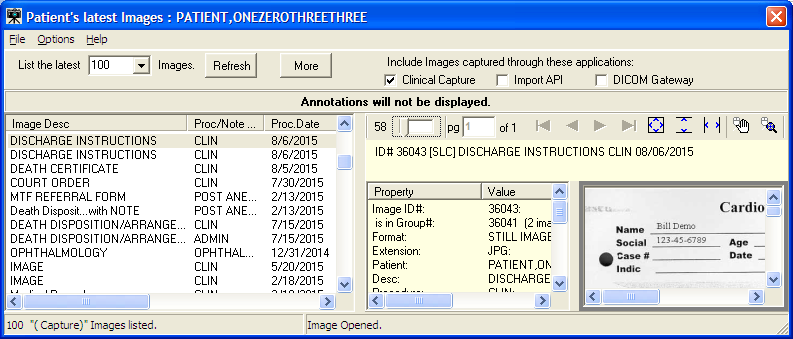 Patient's latest Images : PATIENT,ONEZEROTHREETHREE
File Options Help
List the latest 100 Images. Refresh More
Include Images captured through these applications:
Clinical Capture Import API DICOM Gateway
Annotations will not be displayed.
Image Desc Proc/Note ... Proc.Date
DISCHARGE INSTRUCTIONS CLIN 8/6/2015
DISCHARGE INSTRUCTIONS CLIN 8/6/2015
DEATH CERTIFICATE CLIN 8/5/2015
COURT ORDER CLIN 7/30/2015
MTF REFERRAL FORM POST ANE... 2/13/2015
Death Disposit...with NOTE POST ANE... 2/13/2015
DEATH DISPOSITION/ARRANGE... CLIN 7/15/2015
DEATH DISPOSITION/ARRANGE... ADMIN 7/15/2015
OPHTHALMOLOGY OPHTHAL... 12/31/2014
IMAGE CLIN 5/20/2015
IMAGE CLIN 2/18/2015
58 pg 1 of 1
ID# 36043 [SLC] DISCHARGE INSTRUCTIONS CLIN 08/06/2015
Property Value
Image ID#: 36043:
is in Group#: 36041 (2 ima
Format: STILL IMAGE
Extension: JPG:
Patient: PATIENT,ON
Desc: DISCHARGE
Cardio
Name Bill Demo
Social 123-45-6789 Age
Case # Date
Indic
100 "( Capture)" Images listed.
Image Opened.